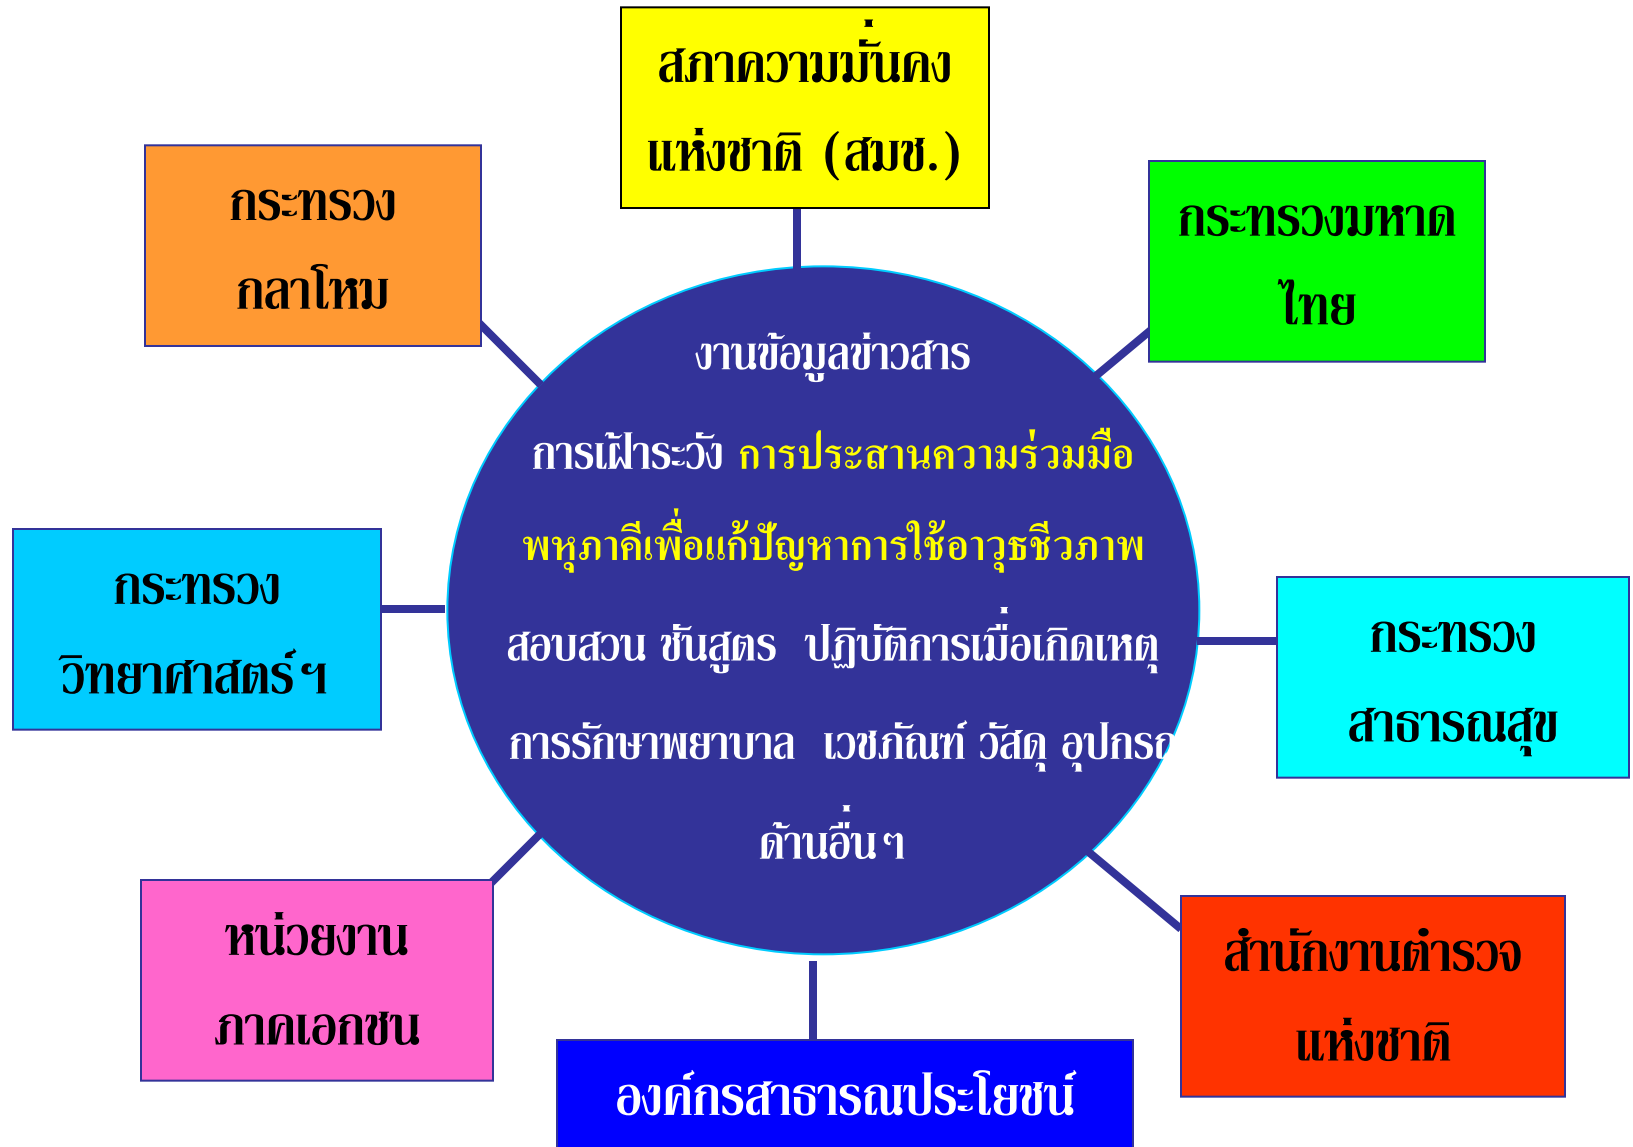 สภาความมั่นคง
แห่งชาติ (สมช.)
กระทรวง
กลาโหม
กระทรวงมหาด
ไทย
งานข้อมูลข่าวสาร
การเฝ้าระวัง การประสานความร่วมมือ
พหุภาคีเพื่อแก้ปัญหาการใช้อาวุธชีวภาพ
สอบสวน ชันสูตร ปฏิบัติการเมื่อเกิดเหตุ
การรักษาพยาบาล เวชภัณฑ์ วัสดุ อุปกรณ
ด้านอื่นๆ
กระทรวง
วิทยาศาสตร์ฯ
กระทรวง
สาธารณสุข
หน่วยงาน
ภาคเอกชน
สำนักงานตำรวจ
แห่งชาติ
องค์กรสาธารณประโยชน์